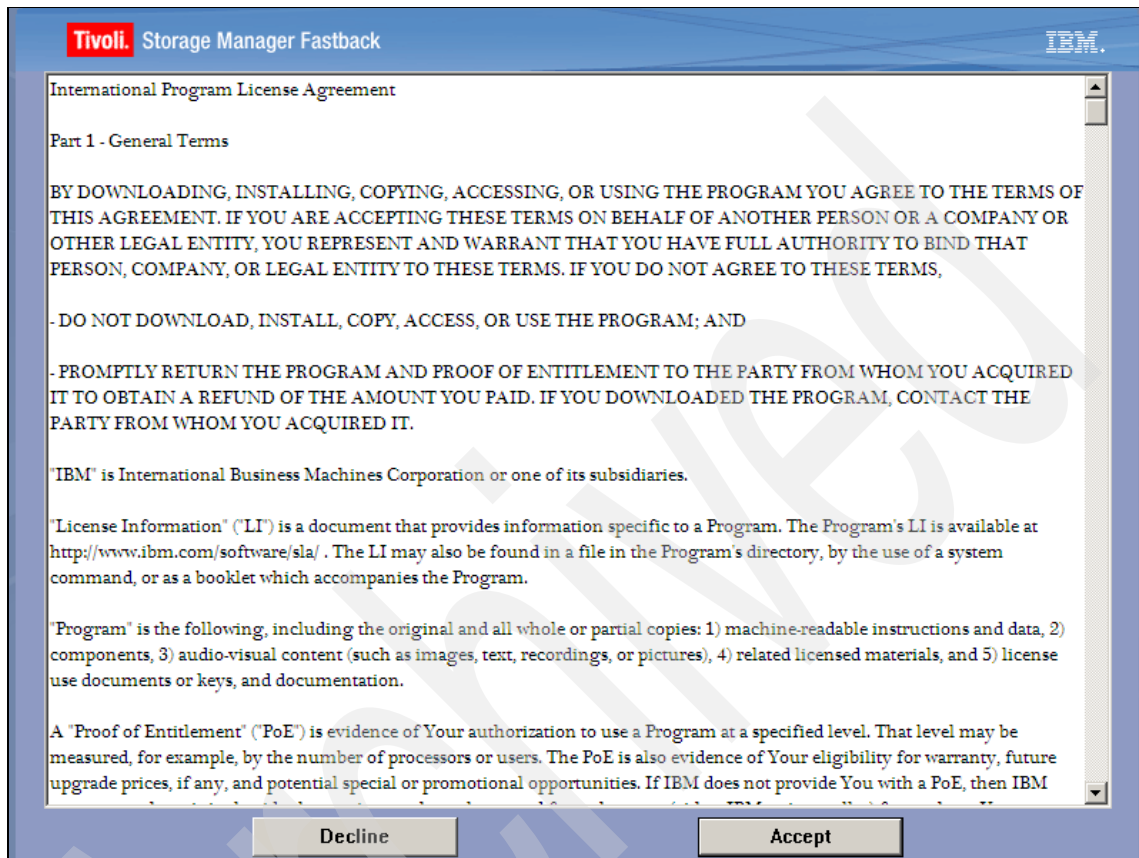 Tivoli. Storage Manager Fastback IBM.
International Program License Agreement
Part 1 - General Terms
BY DOWNLOADING, INSTALLING, COPYING, ACCESSING, OR USING THE PROGRAM YOU AGREE TO THE TERMS OF
THIS AGREEMENT. IF YOU ARE ACCEPTING THESE TERMS ON BEHALF OF ANOTHER PERSON OR A COMPANY OR
OTHER LEGAL ENTITY, YOU REPRESENT AND WARRANT THAT YOU HAVE FULL AUTHORITY TO BIND THAT
PERSON, COMPANY, OR LEGAL ENTITY TO THESE TERMS. IF YOU DO NOT AGREE TO THESE TERMS,
- DO NOT DOWNLOAD, INSTALL, COPY, ACCESS, OR USE THE PROGRAM; AND
- PROMPTLY RETURN THE PROGRAM AND PROOF OF ENTITLEMENT TO THE PARTY FROM WHOM YOU ACQUIRED
IT TO OBTAIN A REFUND OF THE AMOUNT YOU PAID. IF YOU DOWNLOADED THE PROGRAM, CONTACT THE
PARTY FROM WHOM YOU ACQUIRED IT.
"IBM" is International Business Machines Corporation or one of its subsidiaries.
"License Information" ("LI") is a document that provides information specific to a Program. The Program's LI is available at
http://www.ibm.com/software/sla/ . The LI may also be found in a file in the Program's directory, by the use of a system
command, or as a booklet which accompanies the Program.
"Program" is the following, including the original and all whole or partial copies: 1) machine-readable instructions and data, 2)
components, 3) audio-visual content (such as images, text, recordings, or pictures), 4) related licensed materials, and 5) license
use documents or keys, and documentation.
A "Proof of Entitlement" ("PoE") is evidence of Your authorization to use a Program at a specified level. That level may be
measured, for example, by the number of processors or users. The PoE is also evidence of Your eligibility for warranty, future
upgrade prices, if any, and potential special or promotional opportunities. If IBM does not provide You with a PoE, then IBM
Decline Accept